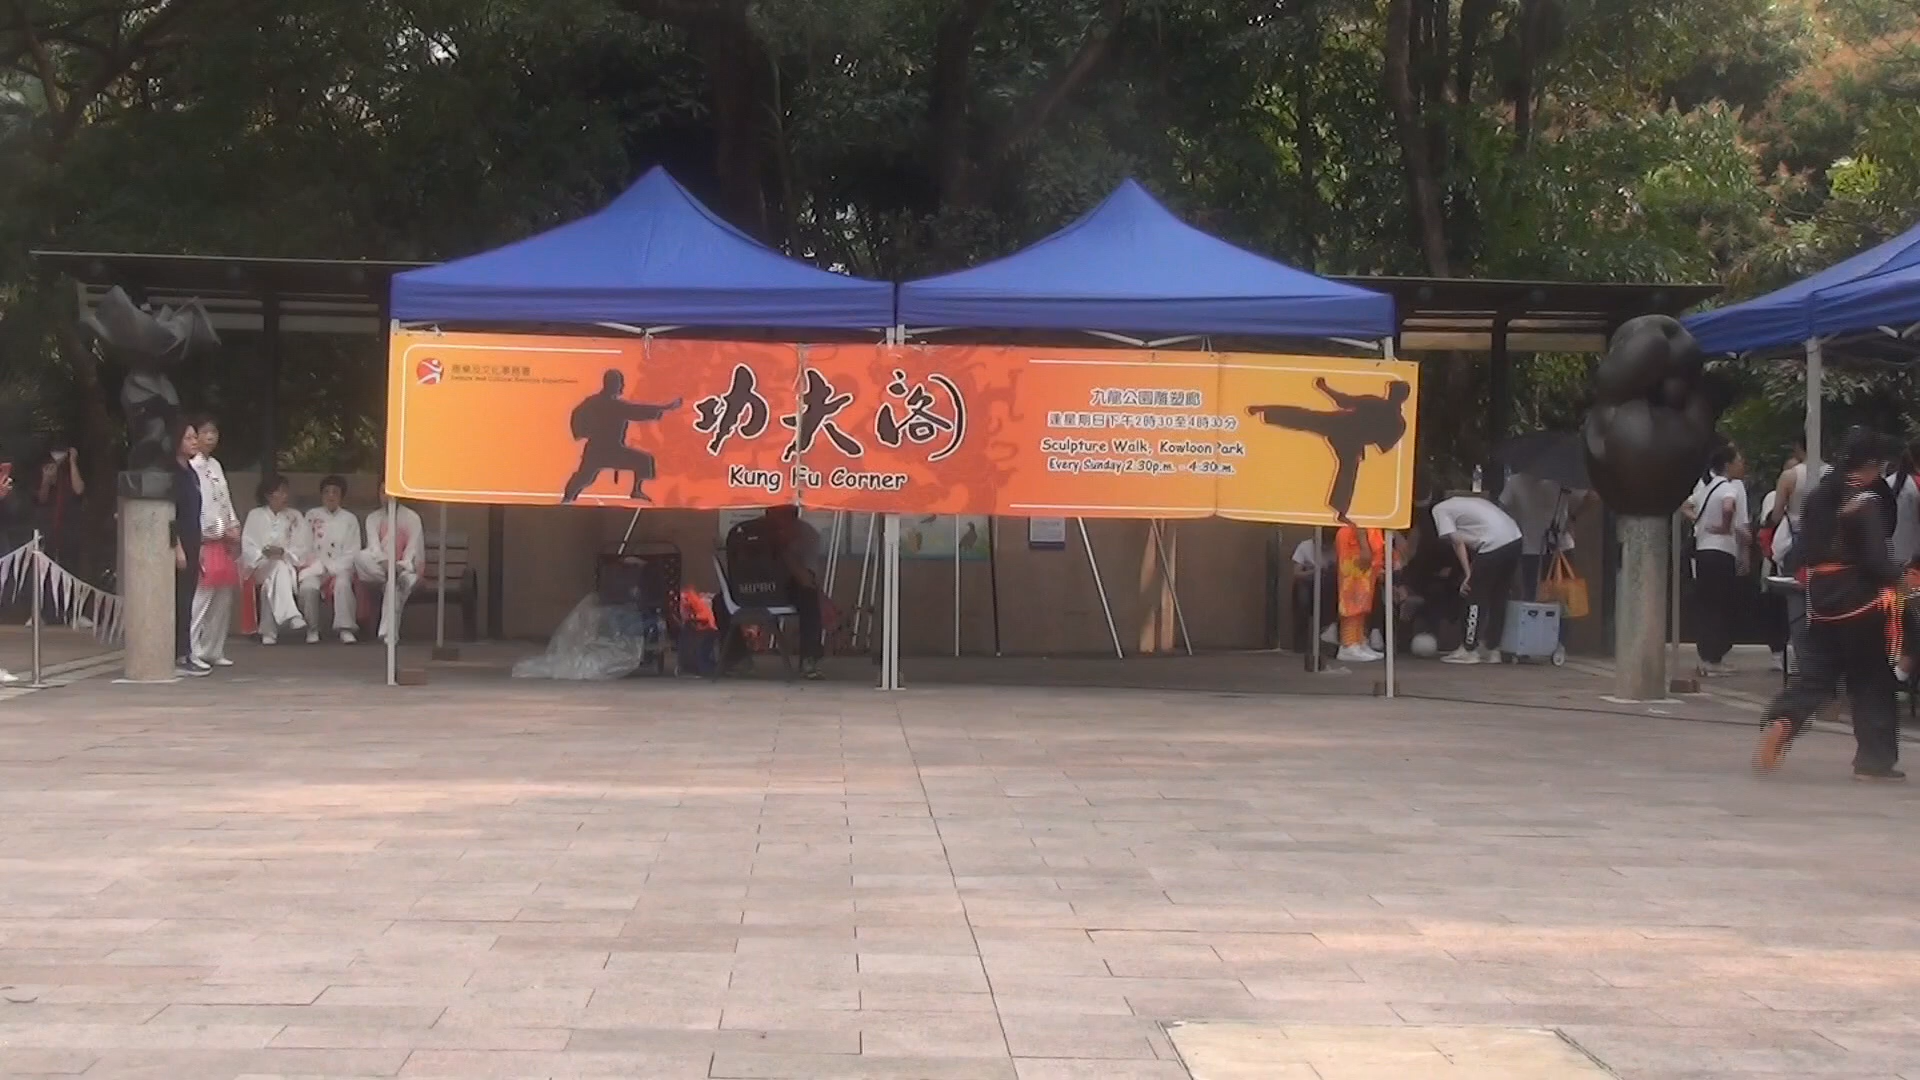 康樂及文化事務署
Leisure and Cultural Services Department
功夫閣
Kung Fu Corner
九龍公園雕塑廊
逢星期日下午2時30至4時30分
Sculpture Walk, Kowloon Park
Every Sunday 2:30p.m. - 4:30p.m.
MIPRO
adidas